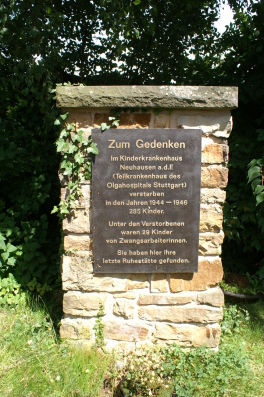 Zum Gedenken
Im Kinderkrankenhaus
Neuhausen a.d.F.
(Teilkrankenhaus des
Olgahospitals Stuttgart)
verstarben
in den Jahren 1944 — 1946
385 Kinder.
Unter den Verstorbenen
waren 39 Kinder
von Zwangsarbeiterinnen.
Sie haben hier ihre
letzte Ruhestätte gefunden.